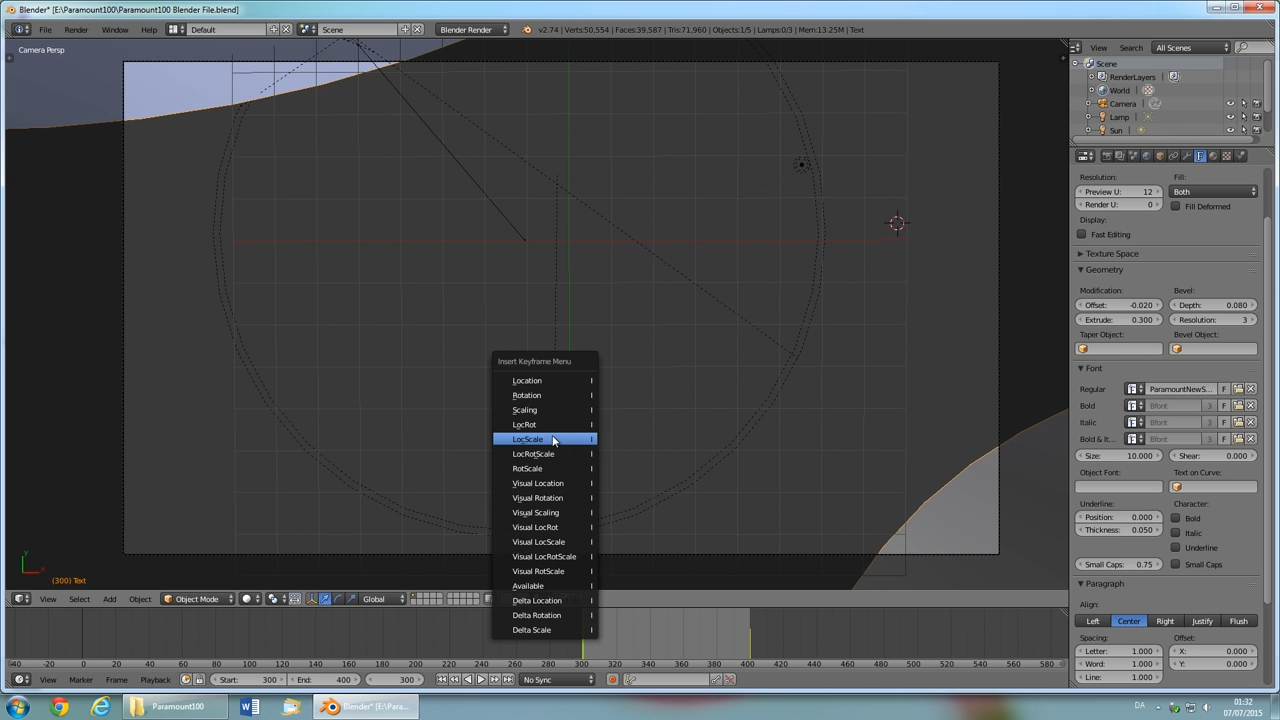 Blender* [E:\Paramount100\Paramount100 Blender File.blend]
File Render Window Help Default Scene Blender Render v2.74 | Verts:50,554 | Faces:39,587 | Tris:71,960 | Objects:1/5 | Lamps:0/3 | Mem:13.25M | Text
Camera Persp
View Search All Scenes
Scene
RenderLayers
World
Camera
Lamp
Sun
Resolution: Fill:
Preview U: 12 Both
Render U: 0 Fill Deformed
Display:
Fast Editing
Texture Space
Geometry
Modification: Bevel:
Offset: -0.020 Depth: 0.080
Extrude: 0.300 Resolution: 3
Taper Object: Bevel Object:
Font
Regular ParamountNewS... F
Bold Bfont 3 F
Italic Bfont 3 F
Bold & It... Bfont 3 F
Size: 10.000 Shear: 0.000
Object Font: Text on Curve:
Underline: Character:
Position: 0.000 Bold
Thickness: 0.050 Italic
Underline
Small Caps: 0.75 Small Caps
Paragraph
Align:
Left Center Right Justify Flush
Spacing: Offset:
Letter: 1.000 X: 0.000
Word: 1.000 Y: 0.000
Line: 1.000
Insert Keyframe Menu
Location I
Rotation I
Scaling I
LocRot I
LocScale I
LocRotScale I
RotScale I
Visual Location I
Visual Rotation I
Visual Scaling I
Visual LocRot I
Visual LocScale I
Visual LocRotScale I
Visual RotScale I
Available I
Delta Location I
Delta Rotation I
Delta Scale I
y
x
(300) Text
View Select Add Object Object Mode Global
-40 -20 0 20 40 60 80 100 120 140 160 180 200 220 240 260 280 300 320 340 360 380 400 420 440 460 480 500 520 540 560 580
View Marker Frame Playback Start: 300 End: 400 300 No Sync
Paramount100 Blender* [E:\Para... DA 01:32
07/07/2015